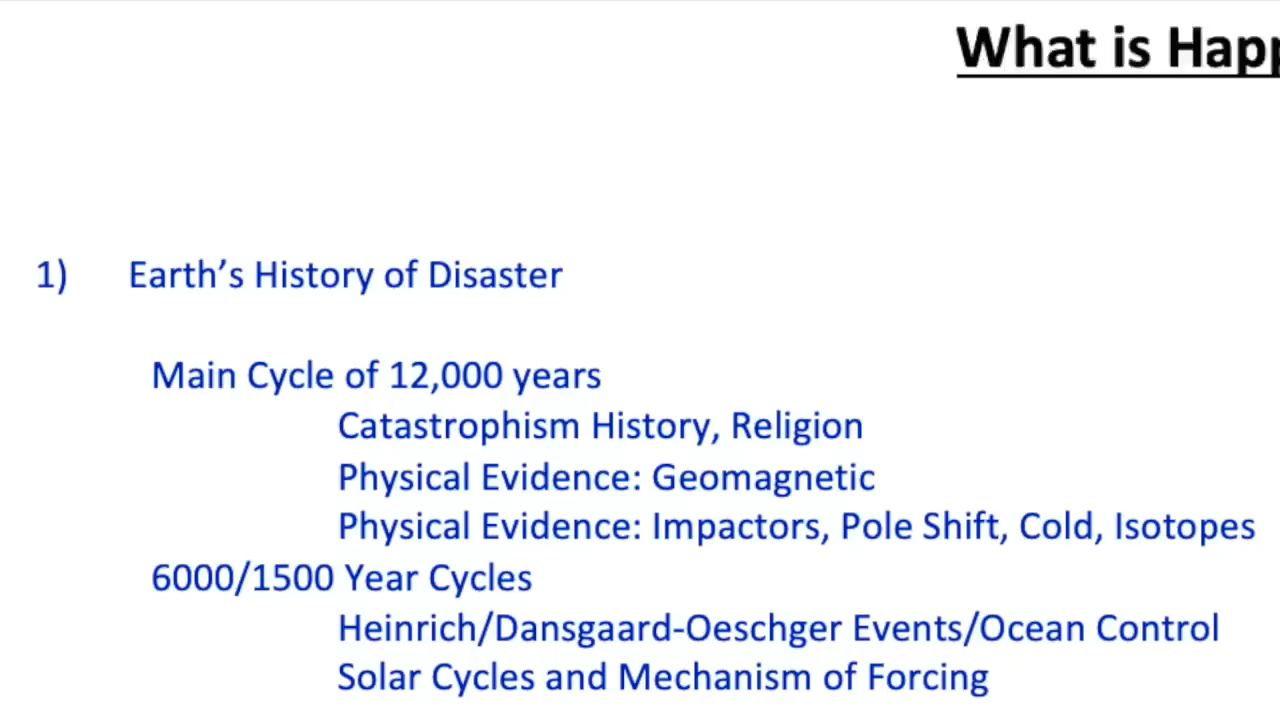 What is Hap
1) Earth’s History of Disaster
Main Cycle of 12,000 years
Catastrophism History, Religion
Physical Evidence: Geomagnetic
Physical Evidence: Impactors, Pole Shift, Cold, Isotopes
6000/1500 Year Cycles
Heinrich/Dansgaard-Oeschger Events/Ocean Control
Solar Cycles and Mechanism of Forcing